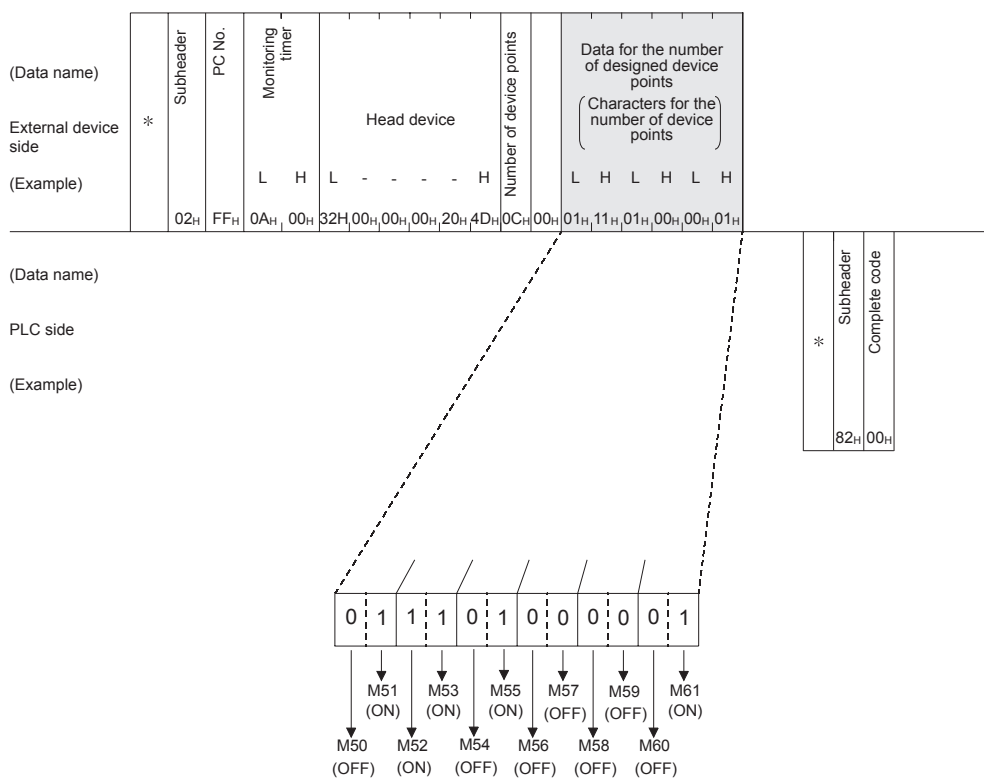 (Data name)
External device
side
(Example)
*
Subheader
PC No.
Monitoring
timer
Head device
Number of device points
Data for the number
of designed device
points
(Characters for the
number of device
points)
L H L - - - - H L H L H L H
02H FFH 0AH 00H 32H 00H 00H 00H 20H 4DH 0CH 00H 01H 11H 01H 00H 00H 01H
(Data name)
PLC side
(Example)
*
Subheader
Complete code
82H 00H
0 1 1 1 0 1 0 0 0 0 0 1
M51 M53 M55 M57 M59 M61
(ON) (ON) (ON) (OFF) (OFF) (ON)
M50 M52 M54 M56 M58 M60
(OFF) (ON) (OFF) (OFF) (OFF) (OFF)